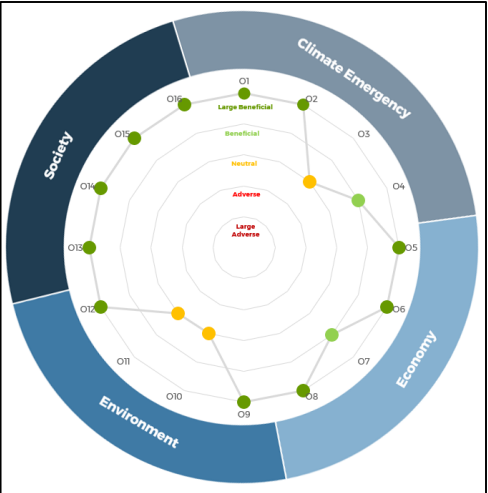 Climate Emergency
Economy
Environment
Society
O1
O2
O3
O4
O5
O6
O7
O8
O9
O10
O11
O12
O13
O14
O15
O16
Large Beneficial
Beneficial
Neutral
Adverse
Large
Adverse